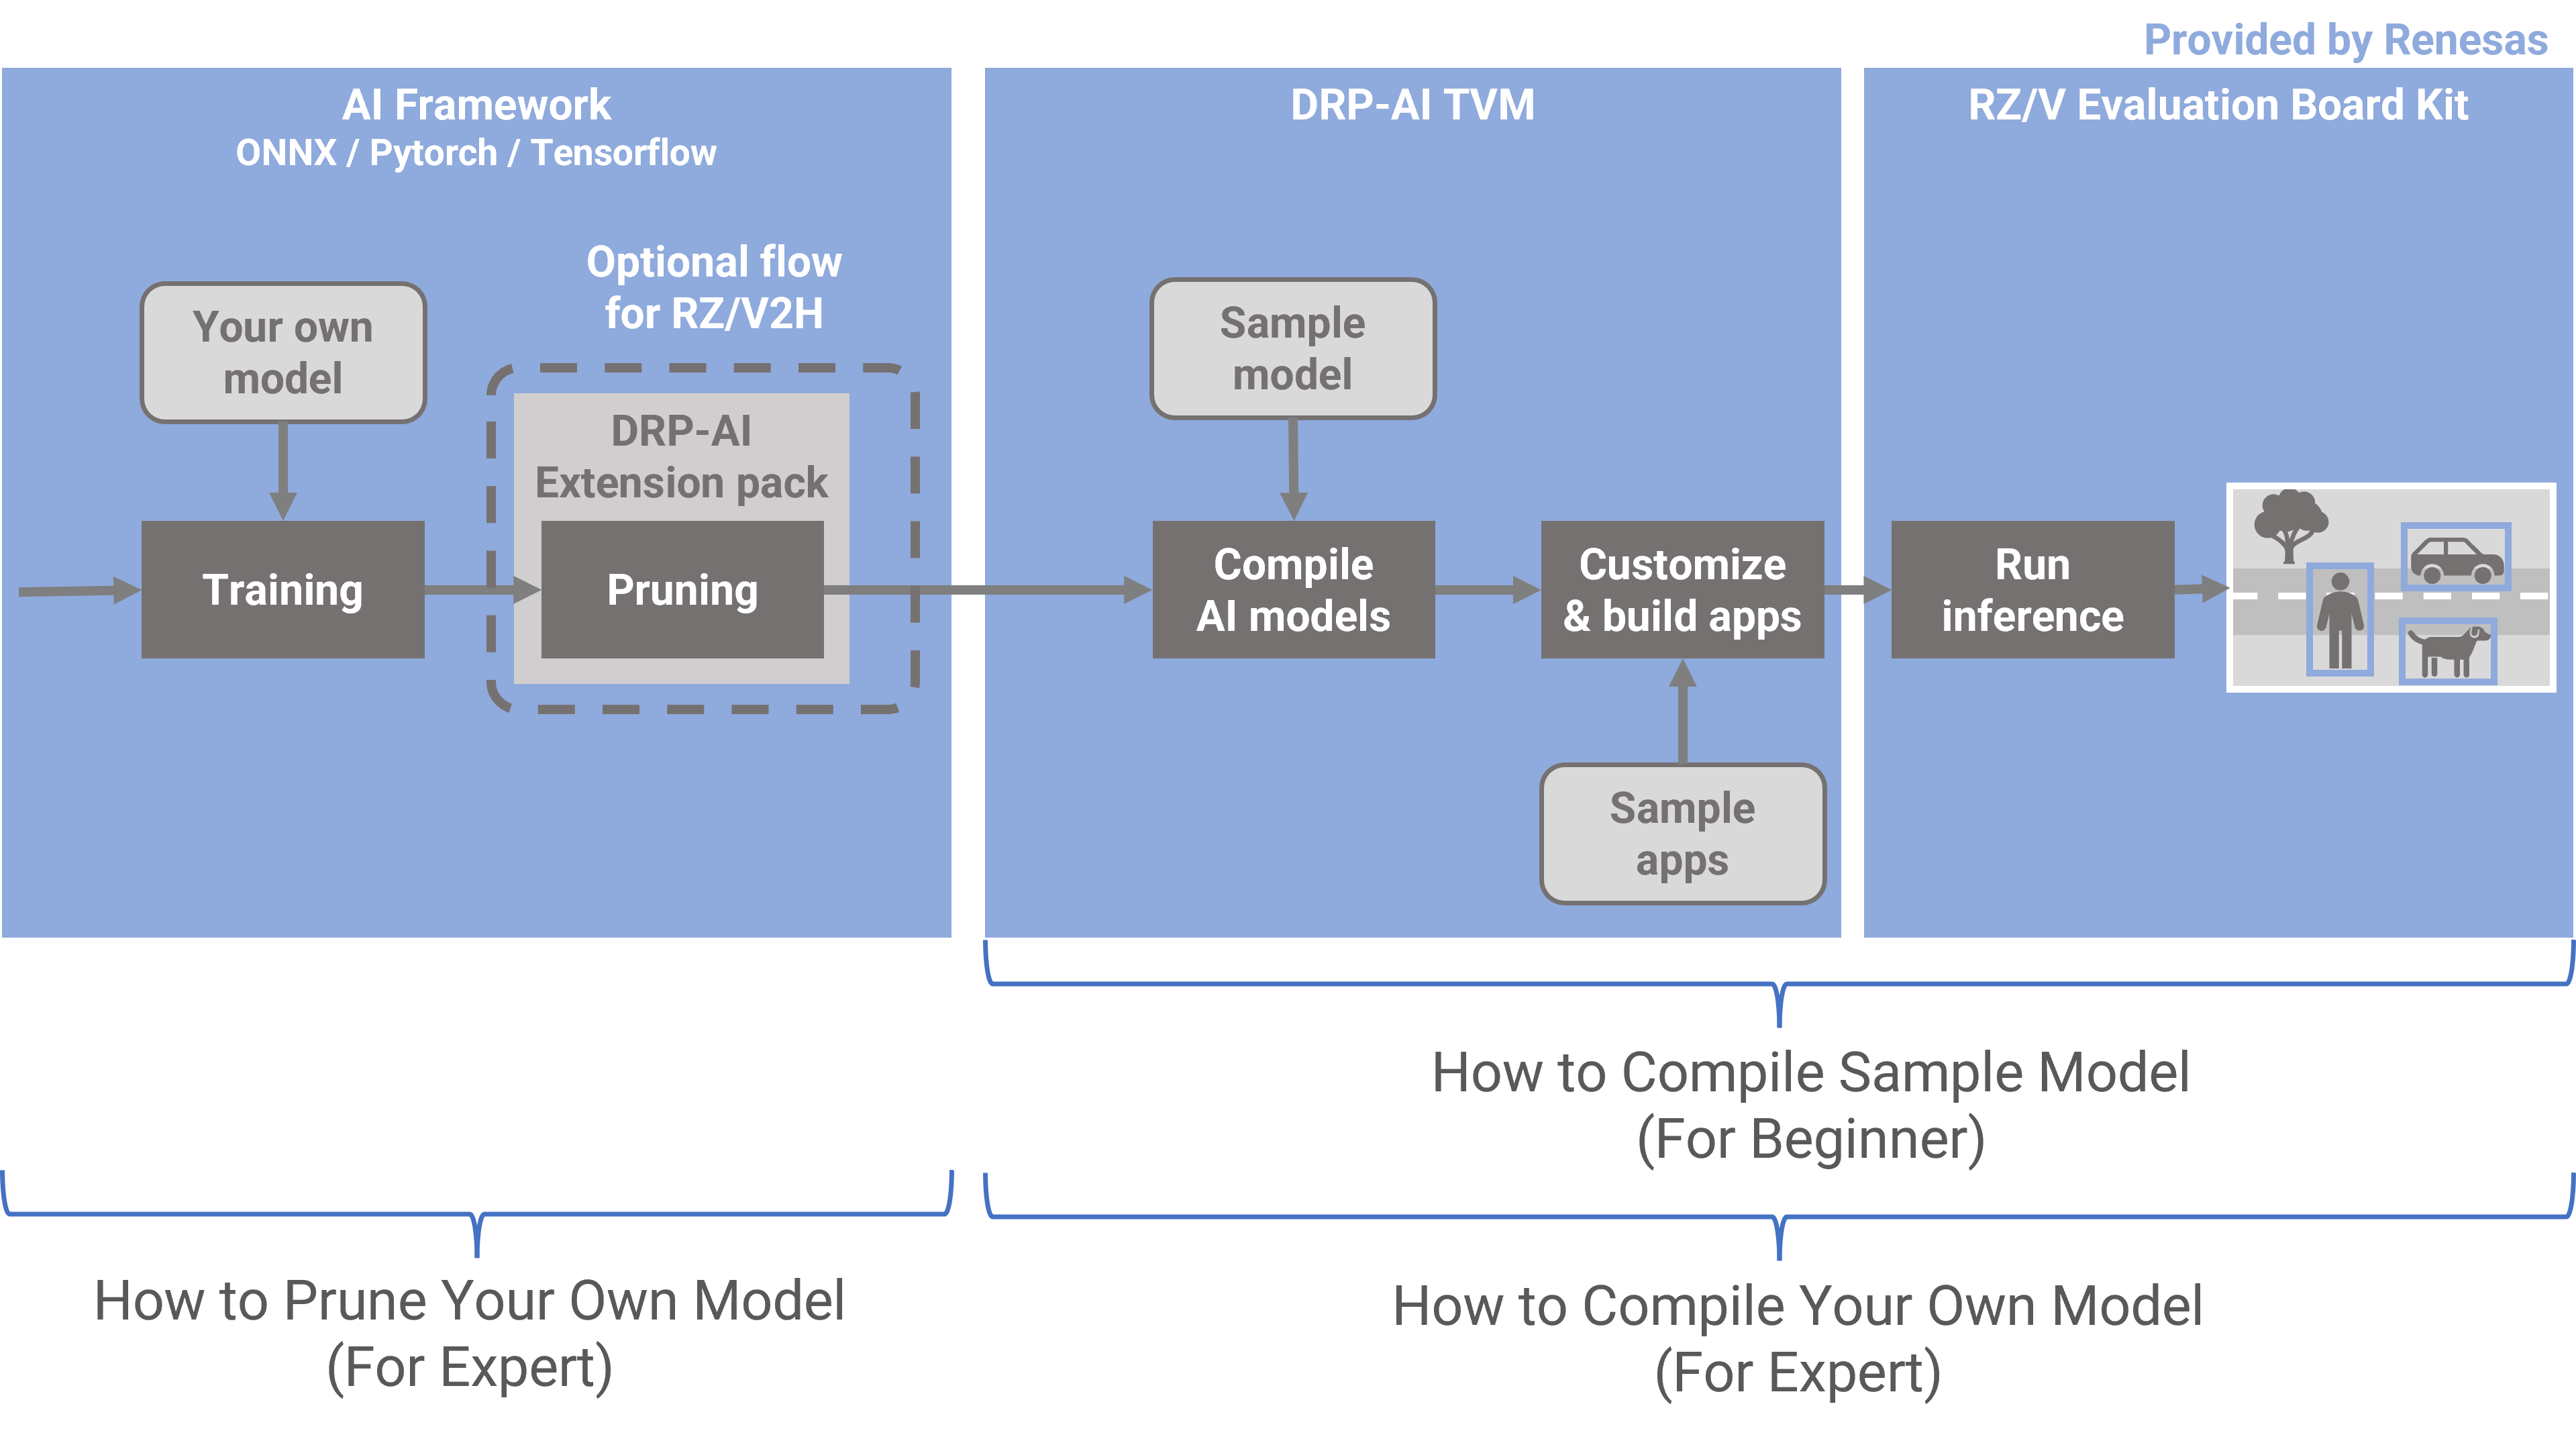 Provided by Renesas
AI Framework
ONNX / Pytorch / Tensorflow
Optional flow
for RZ/V2H
Your own
model
DRP-AI
Extension pack
Training
Pruning
DRP-AI TVM
Sample
model
Compile
AI models
Customize
& build apps
Sample
apps
RZ/V Evaluation Board Kit
Run
inference
How to Compile Sample Model
(For Beginner)
How to Prune Your Own Model
(For Expert)
How to Compile Your Own Model
(For Expert)